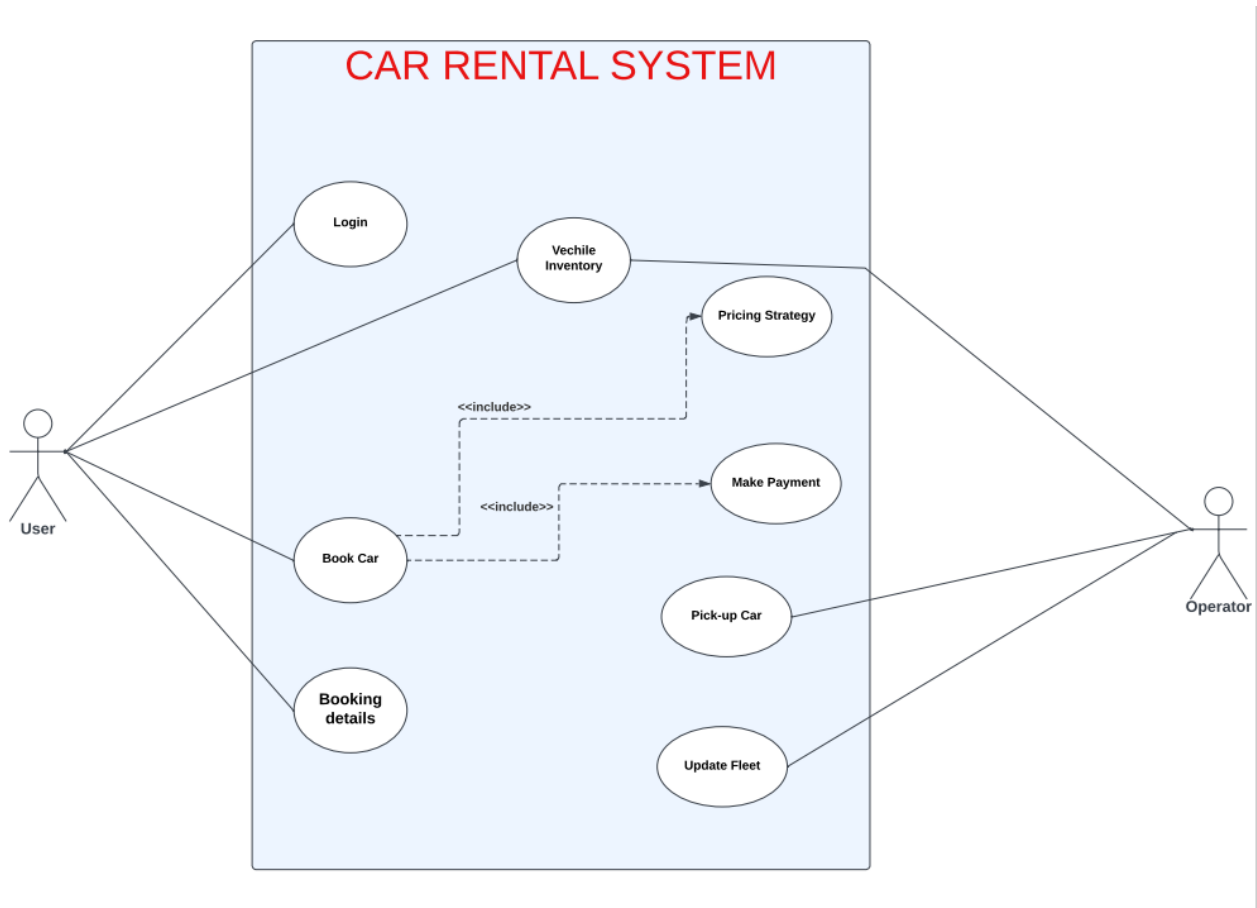 CAR RENTAL SYSTEM
Login
Vechile
Inventory
Pricing Strategy
<<include>>
Make Payment
<<include>>
User
Book Car
Pick-up Car
Operator
Booking
details
Update Fleet